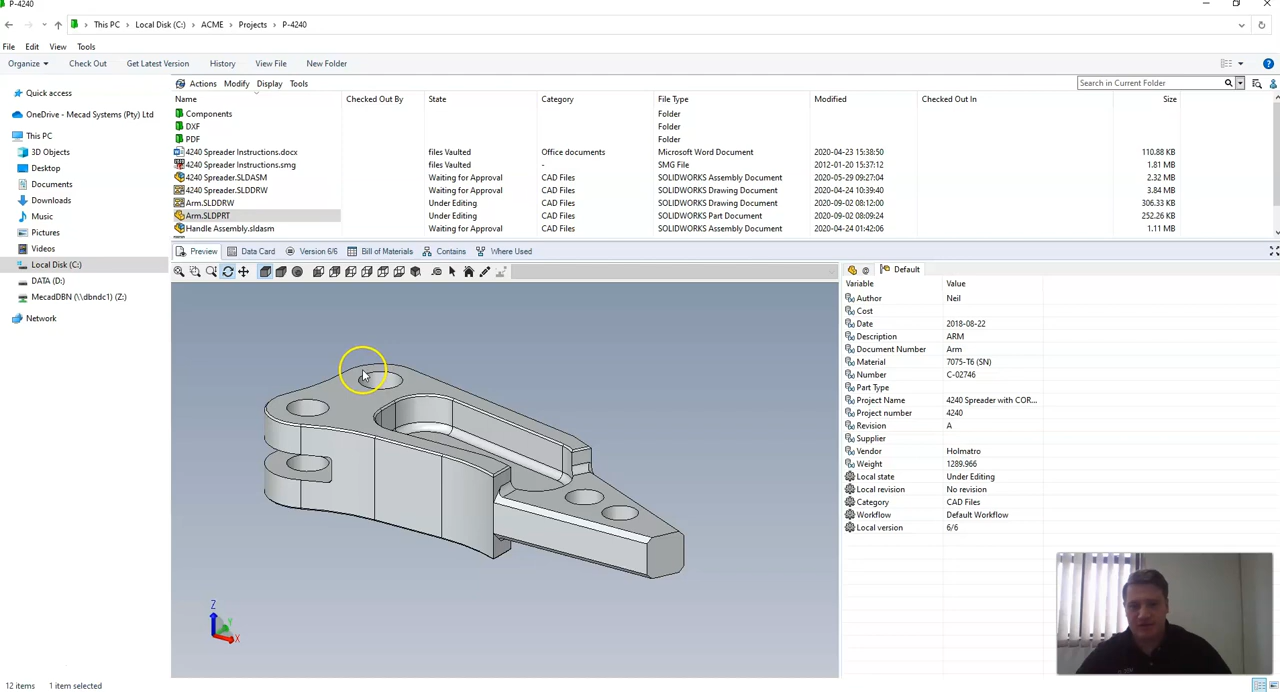 P-4240
This PC > Local Disk (C:) > ACME > Projects > P-4240
File Edit View Tools
Organize Check Out Get Latest Version History View File New Folder
Quick access
OneDrive - Mecad Systems (Pty) Ltd
This PC
3D Objects
Desktop
Documents
Downloads
Music
Pictures
Videos
Local Disk (C:)
DATA (D:)
MecadDBN (\\dbndc1) (Z:)
Network
Actions Modify Display Tools Search in Current Folder
Name Checked Out By State Category File Type Modified Checked Out In Size
Components Folder
DXF Folder
PDF Folder
4240 Spreader Instructions.docx files Vaulted Office documents Microsoft Word Document 2020-04-23 15:38:50 110.88 KB
4240 Spreader Instructions.smg files Vaulted - SMG File 2012-01-20 15:37:12 1.81 MB
4240 Spreader.SLDASM Waiting for Approval CAD Files SOLIDWORKS Assembly Document 2020-05-29 09:27:04 2.32 MB
4240 Spreader.SLDDRW Waiting for Approval CAD Files SOLIDWORKS Drawing Document 2020-04-24 10:39:40 3.84 MB
Arm.SLDDRW Under Editing CAD Files SOLIDWORKS Drawing Document 2020-09-02 08:12:00 306.33 KB
Arm.SLDPRT Under Editing CAD Files SOLIDWORKS Part Document 2020-09-02 08:09:24 252.26 KB
Handle Assembly.sldasm Waiting for Approval CAD Files SOLIDWORKS Assembly Document 2020-04-24 01:42:06 1.11 MB
Preview Data Card Version 6/6 Bill of Materials Contains Where Used
@ Default
Variable Value
Author Neil
Cost
Date 2018-08-22
Description ARM
Document Number Arm
Material 7075-T6 (SN)
Number C-02746
Part Type
Project Name 4240 Spreader with COR...
Project number 4240
Revision A
Supplier
Vendor Holmatro
Weight 1289.966
Local state Under Editing
Local revision No revision
Category CAD Files
Workflow Default Workflow
Local version 6/6
Z
Y
X
12 items 1 item selected